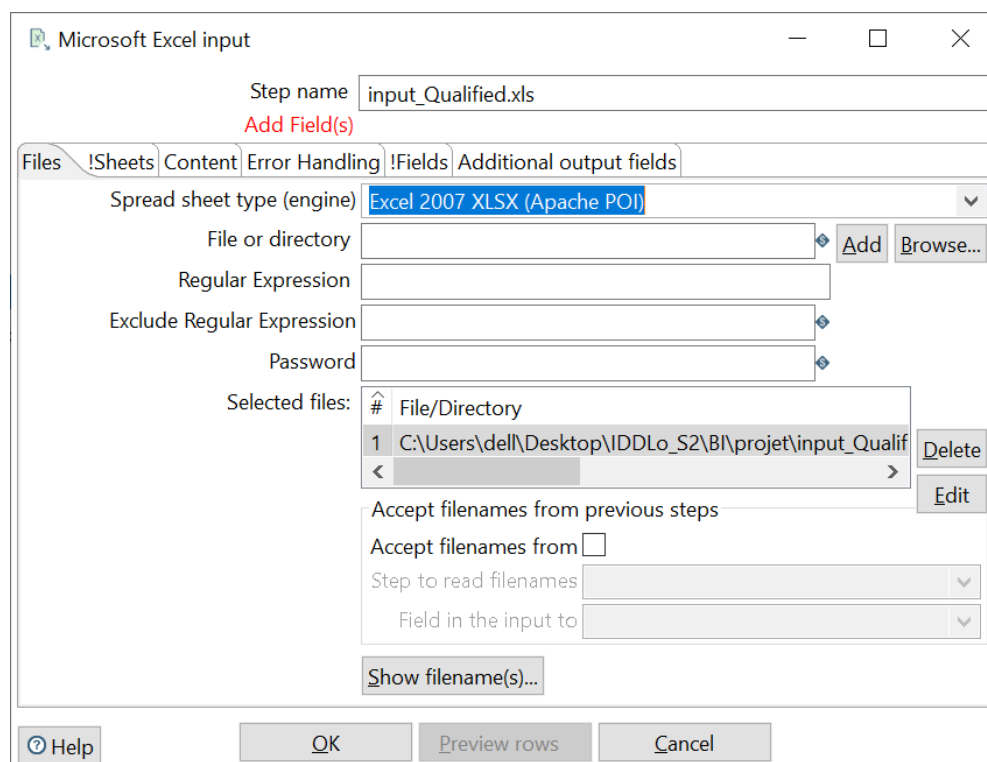 Microsoft Excel input
Step name input_Qualified.xls
Add Field(s)
Files !Sheets Content Error Handling !Fields Additional output fields
Spread sheet type (engine) Excel 2007 XLSX (Apache POI)
File or directory Add Browse...
Regular Expression
Exclude Regular Expression
Password
Selected files: # File/Directory
1 C:\Users\dell\Desktop\IDDLo_S2\BI\projet\input_Qualif
Delete
Edit
Accept filenames from previous steps
Accept filenames from
Step to read filenames
Field in the input to
Show filename(s)...
Help OK Preview rows Cancel